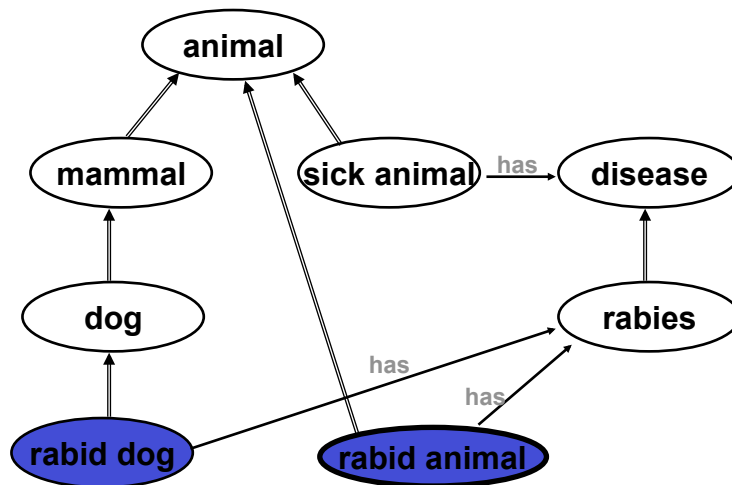 animal
mammal
sick animal
has
disease
dog
rabies
has
has
rabid dog
rabid animal